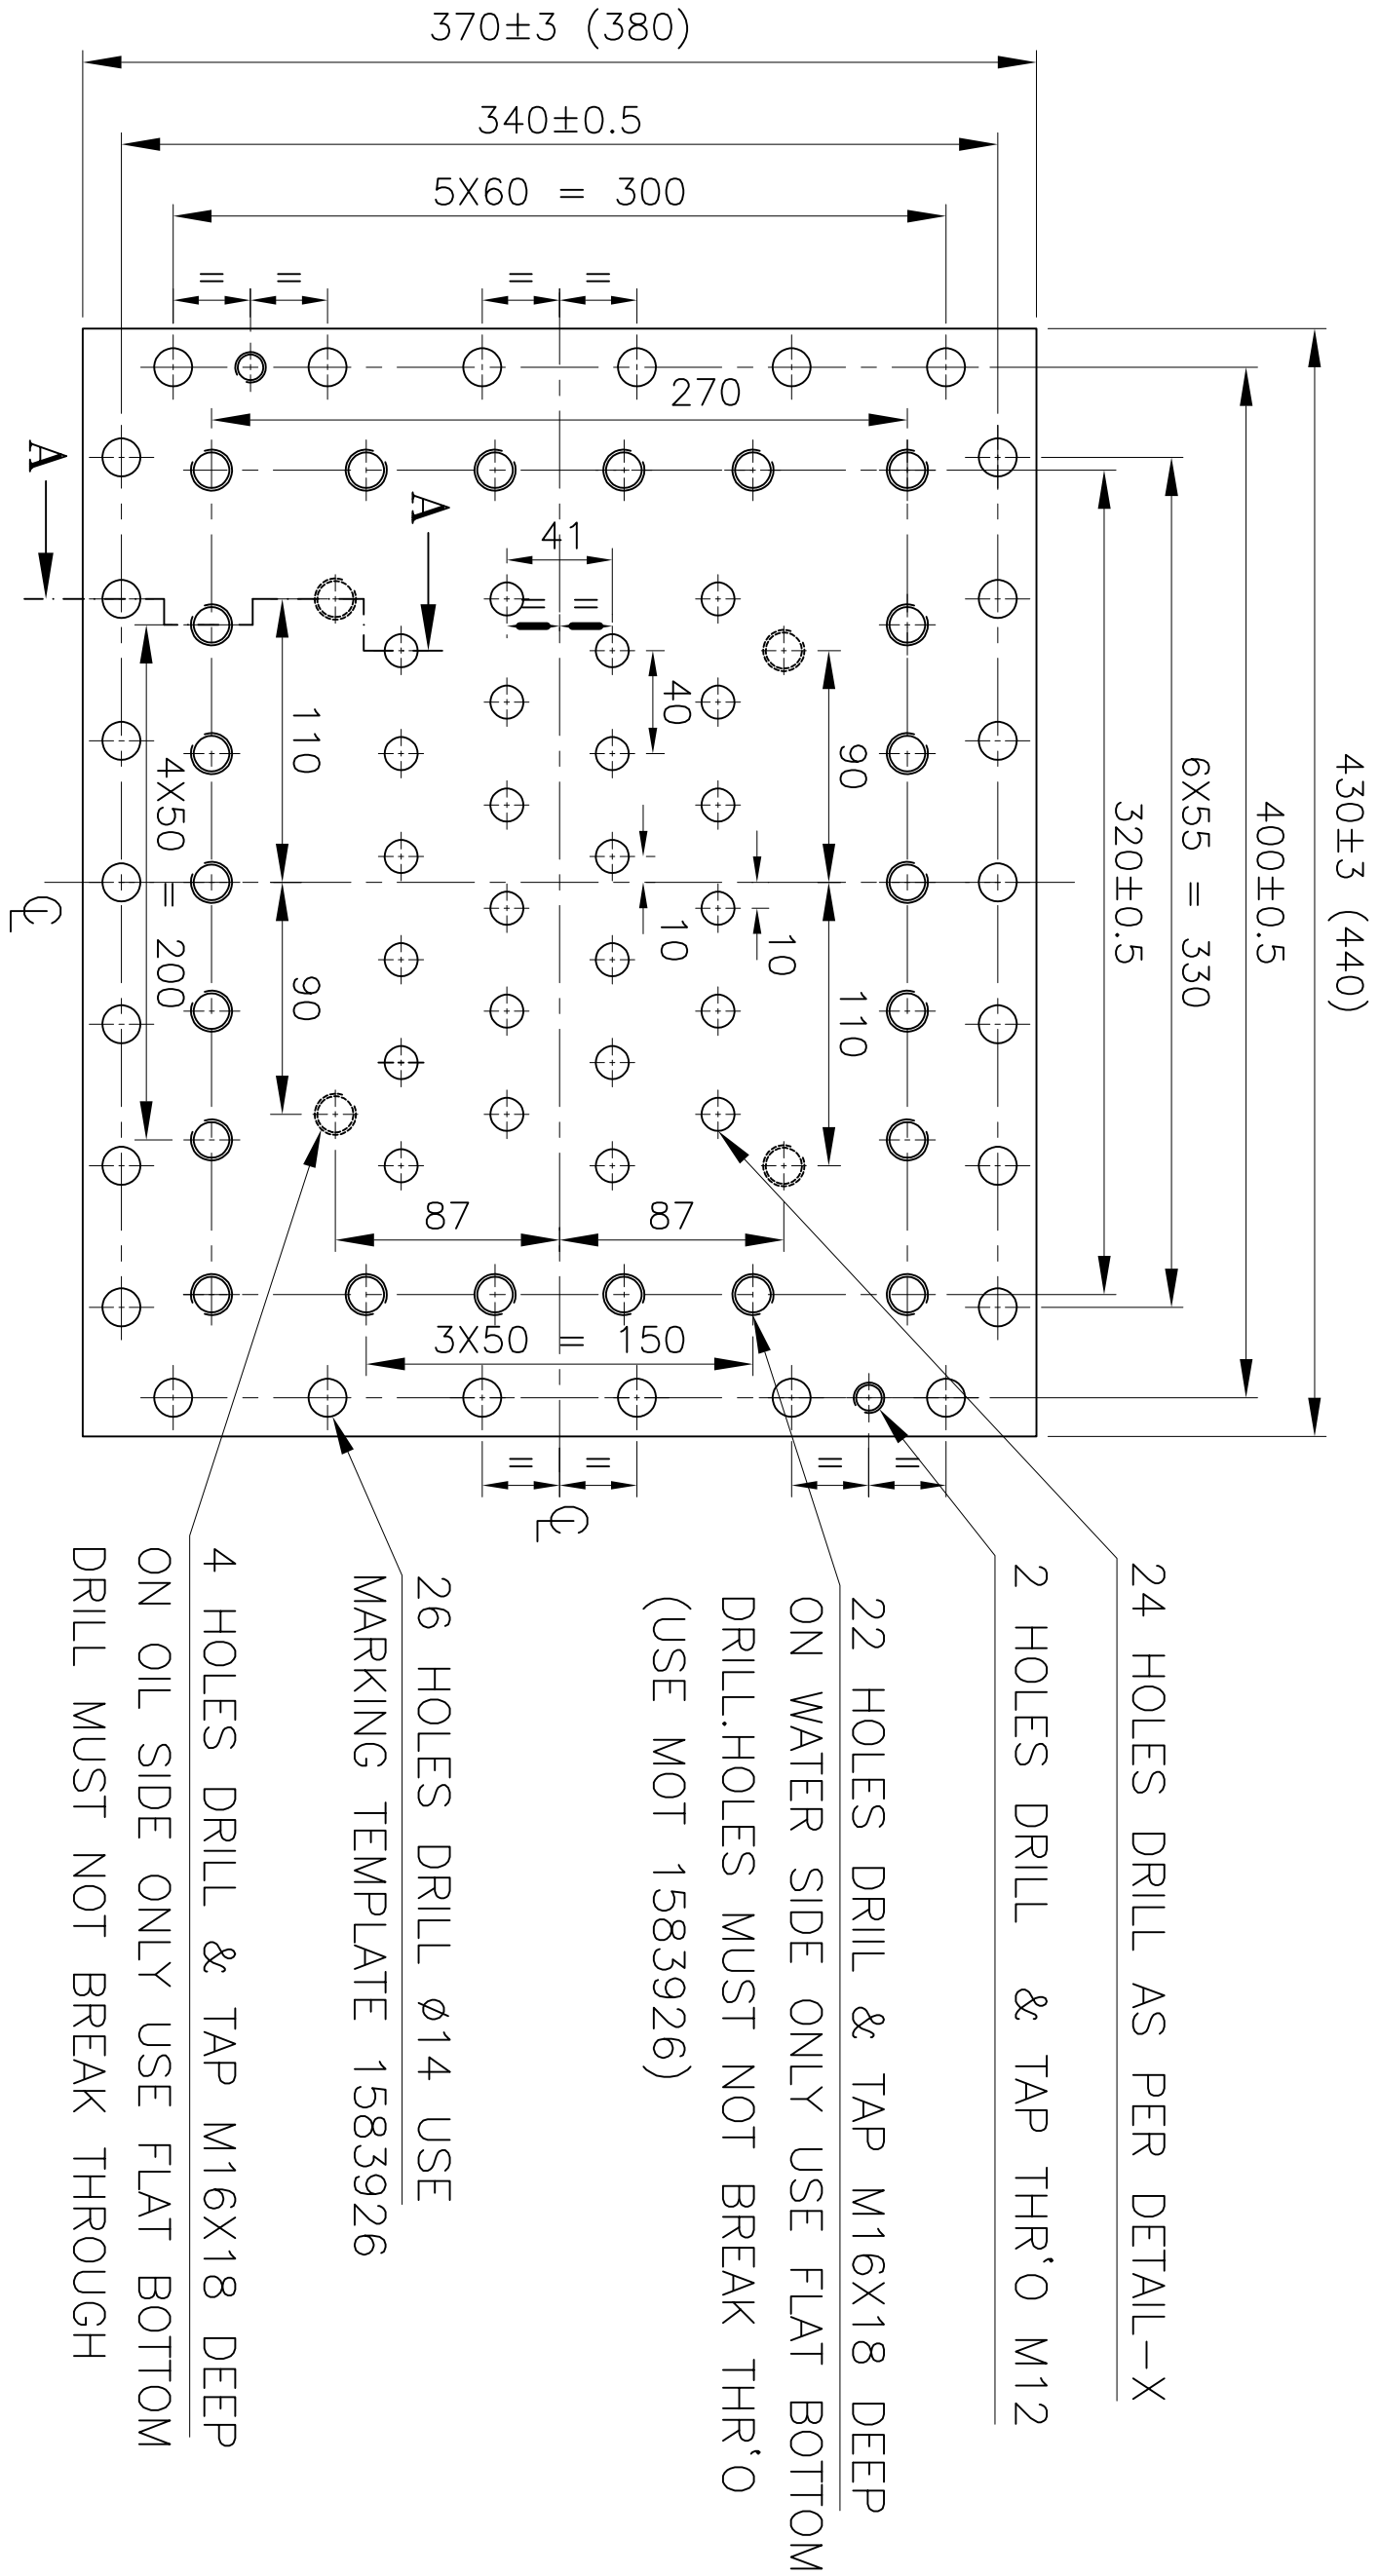 370±3 (380)
340±0.5
5X60 = 300
= =
= =
270
A
A
41
= =
110
40
90
4X50 = 200
10
10
90
110
320±0.5
6X55 = 330
400±0.5
430±3 (440)
℄
87
87
3X50 = 150
= =
= =
℄
24 HOLES DRILL AS PER DETAIL-X
2 HOLES DRILL & TAP THR'O M12
22 HOLES DRIIL & TAP M16X18 DEEP
ON WATER SIDE ONLY USE FLAT BOTTOM
DRILL.HOLES MUST NOT BREAK THR'O
(USE MOT 1583926)
26 HOLES DRILL ø14 USE
MARKING TEMPLATE 1583926
4 HOLES DRILL & TAP M16X18 DEEP
ON OIL SIDE ONLY USE FLAT BOTTOM
DRILL MUST NOT BREAK THROUGH